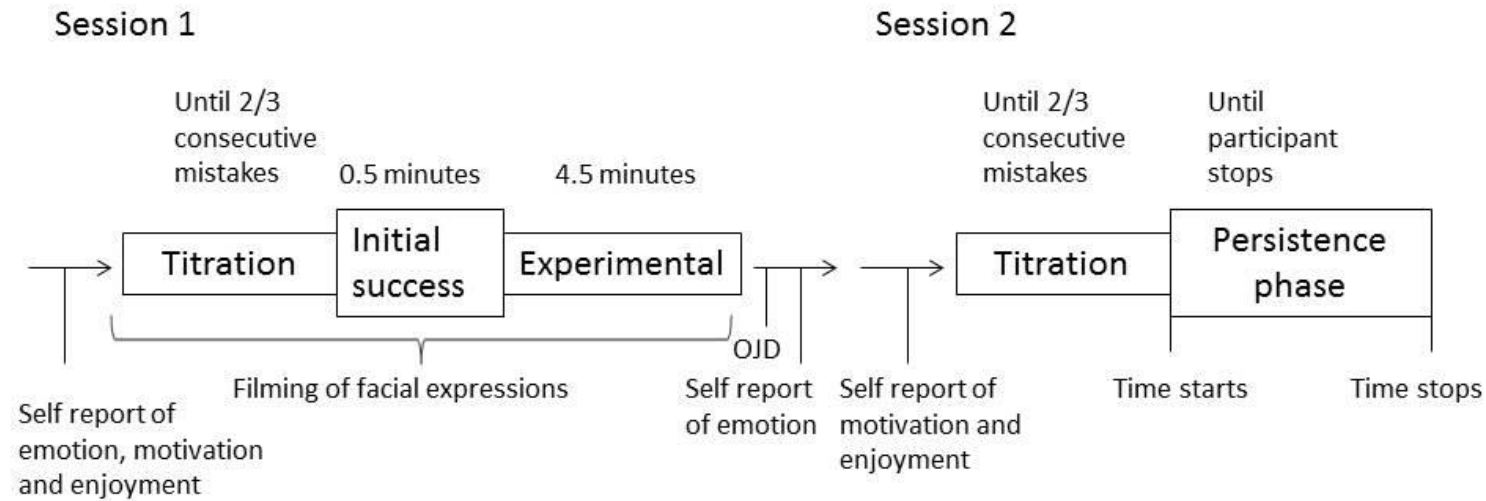 Session 1
Session 2
Until 2/3
consecutive
mistakes
0.5 minutes
4.5 minutes
Until 2/3
consecutive
mistakes
Until
participant
stops
Titration
Initial
success
Experimental
Titration
Persistence
phase
OJD
Filming of facial expressions
Self report of
emotion, motivation
and enjoyment
Self report
of emotion
Self report of
motivation and
enjoyment
Time starts
Time stops